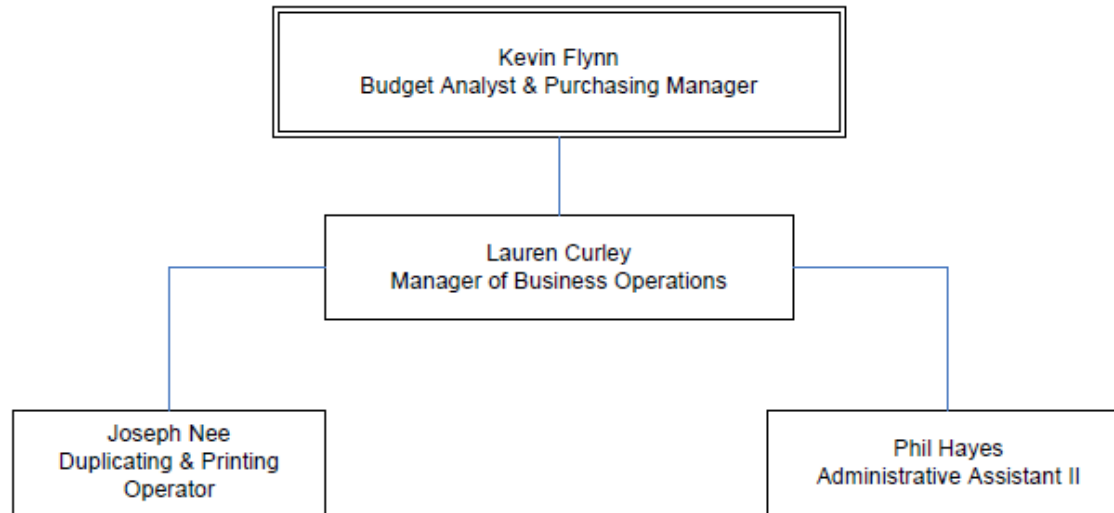 Kevin Flynn
Budget Analyst & Purchasing Manager
Lauren Curley
Manager of Business Operations
Joseph Nee
Duplicating & Printing
Operator
Phil Hayes
Administrative Assistant II